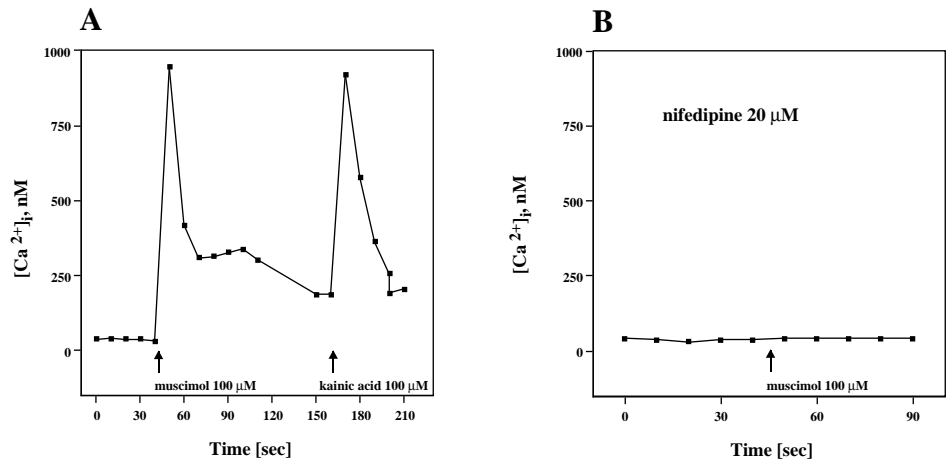 A
1000
750
500
250
0
[Ca 2+]i, nM
muscimol 100 μM
kainic acid 100 μM
0 30 60 90 120 150 180 210
Time [sec]
B
1000
750
500
250
0
[Ca 2+]i, nM
nifedipine 20 μM
muscimol 100 μM
0 30 60 90
Time [sec]